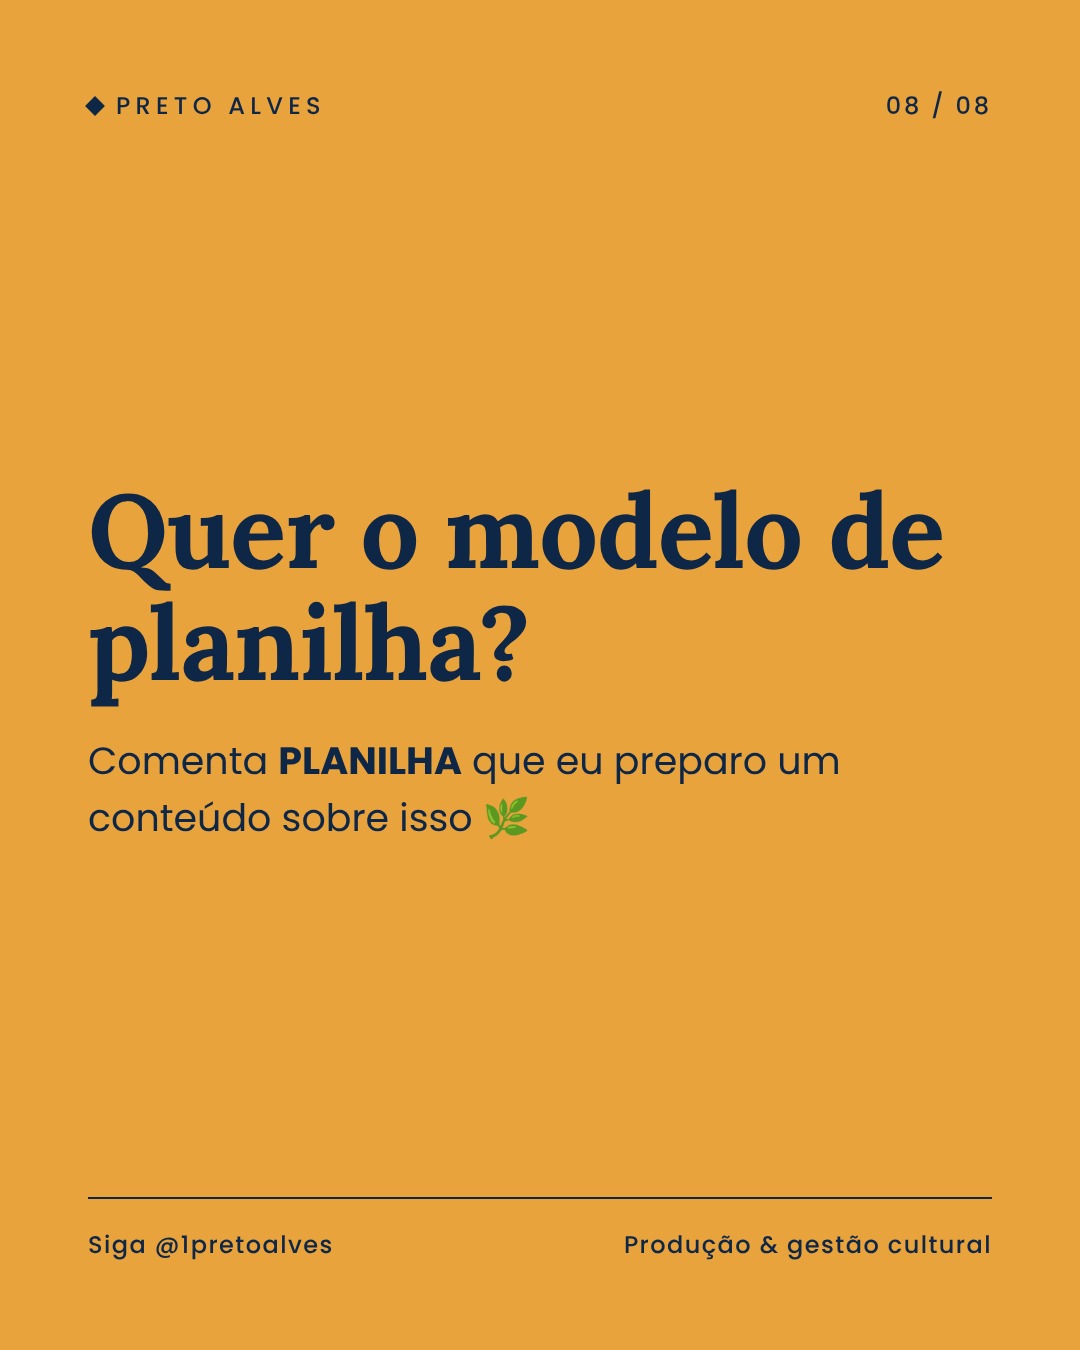 PRETO ALVES
08 / 08
Quer o modelo de
planilha?
Comenta PLANILHA que eu preparo um
conteúdo sobre isso 🌿
Siga @1pretoalves
Produção & gestão cultural